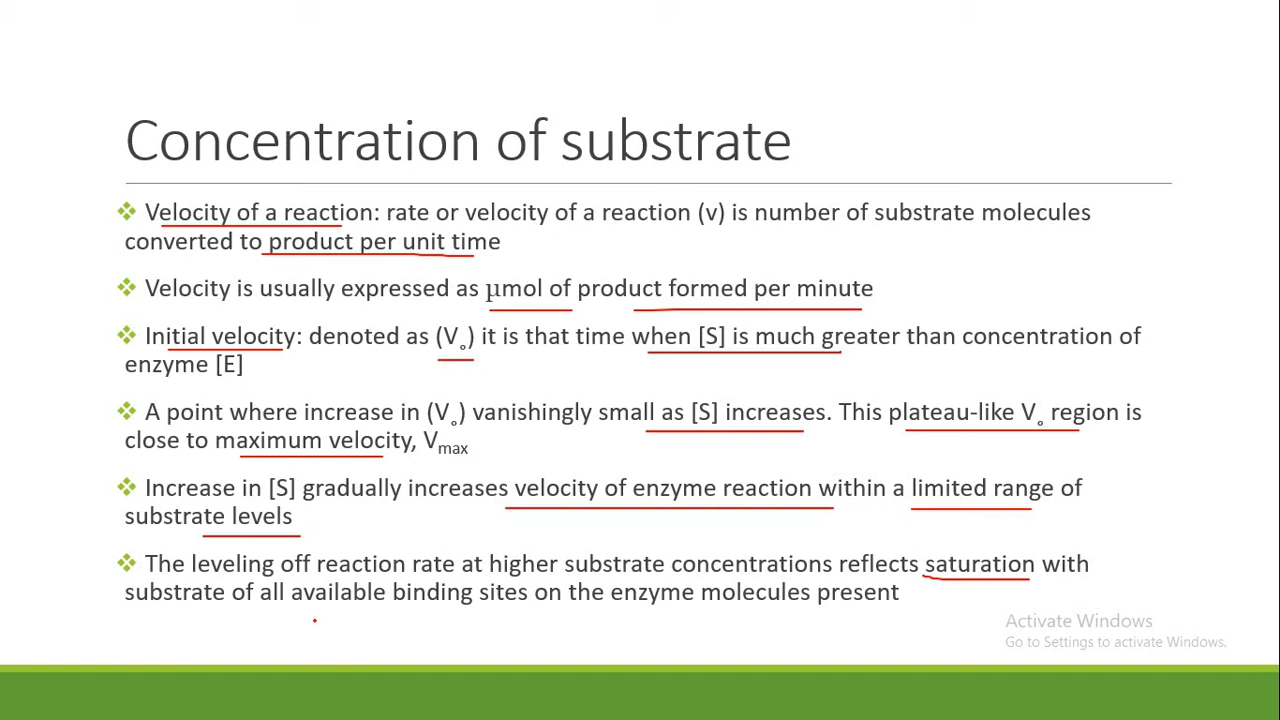 Concentration of substrate
❖ Velocity of a reaction: rate or velocity of a reaction (v) is number of substrate molecules
converted to product per unit time
❖ Velocity is usually expressed as µmol of product formed per minute
❖ Initial velocity: denoted as (V∘) it is that time when [S] is much greater than concentration of
enzyme [E]
❖ A point where increase in (V∘) vanishingly small as [S] increases. This plateau-like V∘ region is
close to maximum velocity, Vmax
❖ Increase in [S] gradually increases velocity of enzyme reaction within a limited range of
substrate levels
❖ The leveling off reaction rate at higher substrate concentrations reflects saturation with
substrate of all available binding sites on the enzyme molecules present
Activate Windows
Go to Settings to activate Windows.